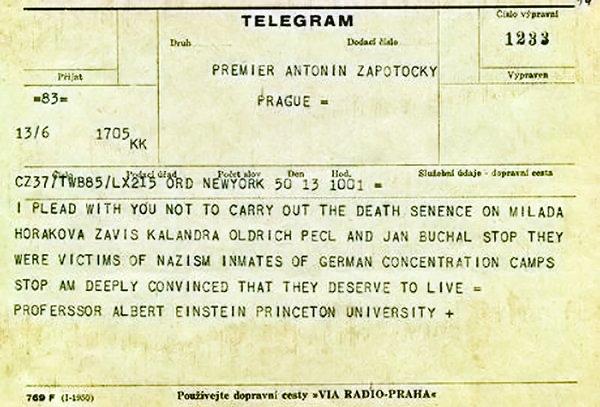 TELEGRAM
Číslo výpravní
1233
Druh
Dodací číslo
Přijat
Vypraven
PREMIER ANTONIN ZAPOTOCKY
PRAGUE =
=83=
13/6 1705 KK
Číslo Podací úřad Počet slov Den Hod. Služební údaje - dopravní cesta
CZ37/TWB85/LX215 ORD NEWYORK 50 13 1001 =
I PLEAD WITH YOU NOT TO CARRY OUT THE DEATH SENENCE ON MILADA
HORAKOVA ZAVIS KALANDRA OLDRICH PECL AND JAN BUCHAL STOP THEY
WERE VICTIMS OF NAZISM INMATES OF GERMAN CONCENTRATION CAMPS
STOP AM DEEPLY CONVINCED THAT THEY DESERVE TO LIVE =
PROFERSSOR ALBERT EINSTEIN PRINCETON UNIVERSITY +
769 F (I-1950)
Používejte dopravní cesty »VIA RADIO-PRAHA«